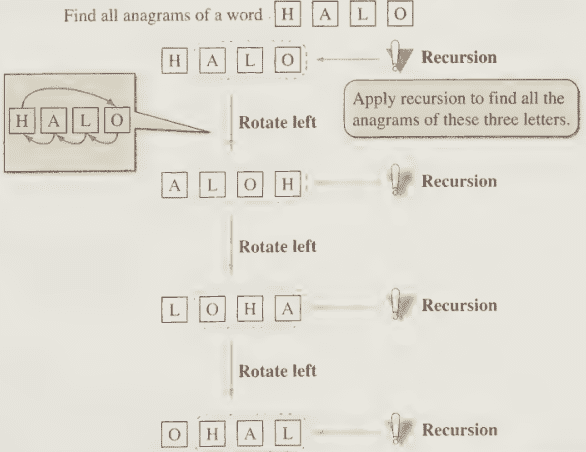 Find all anagrams of a word H A L O
H A L O Recursion
Apply recursion to find all the
anagrams of these three letters.
H A L O
Rotate left
A L O H Recursion
Rotate left
L O H A Recursion
Rotate left
O H A L Recursion